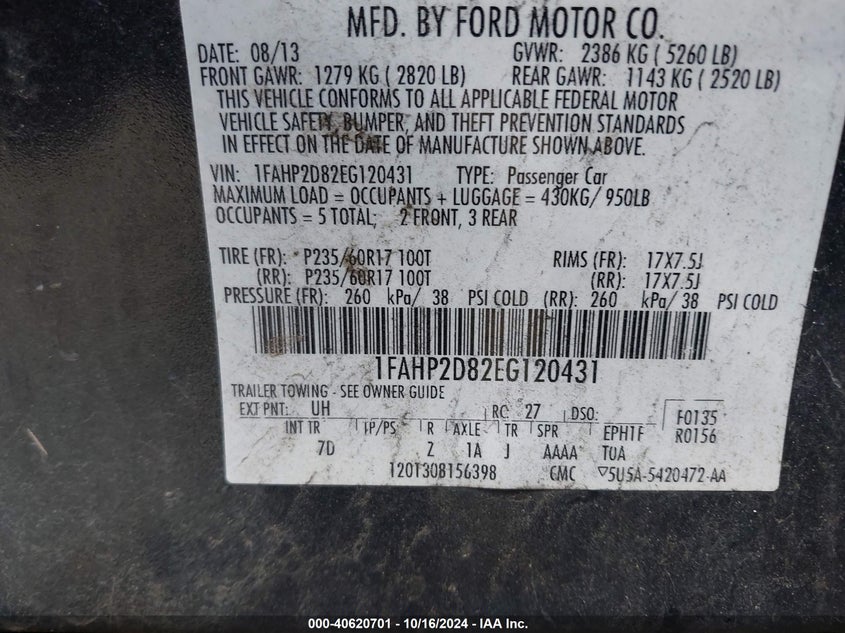 MFD. BY FORD MOTOR CO.
DATE: 08/13 GVWR: 2386 KG ( 5260 LB)
FRONT GAWR: 1279 KG ( 2820 LB) REAR GAWR: 1143 KG ( 2520 LB)
THIS VEHICLE CONFORMS TO ALL APPLICABLE FEDERAL MOTOR
VEHICLE SAFETY, BUMPER, AND THEFT PREVENTION STANDARDS
IN EFFECT ON THE DATE OF MANUFACTURE SHOWN ABOVE.
VIN: 1FAHP2D82EG120431 TYPE: Passenger Car
MAXIMUM LOAD = OCCUPANTS + LUGGAGE = 430KG/ 950LB
OCCUPANTS = 5 TOTAL; 2 FRONT, 3 REAR
TIRE (FR): P235/60R17 100T RIMS (FR): 17X7.5J
(RR): P235/60R17 100T (RR): 17X7.5J
PRESSURE (FR): 260 kPa/ 38 PSI COLD (RR): 260 kPa/ 38 PSI COLD
1FAHP2D82EG120431
TRAILER TOWING - SEE OWNER GUIDE
EXT PNT: UH RC: 27 DSO: F0135
INT TR TP/PS R AXLE TR SPR EPHTF R0156
7D Z 1A J AAAA T0A
120T308156398 CMC ▽5U5A-5420472-AA
000-40620701 - 10/16/2024 - IAA Inc.